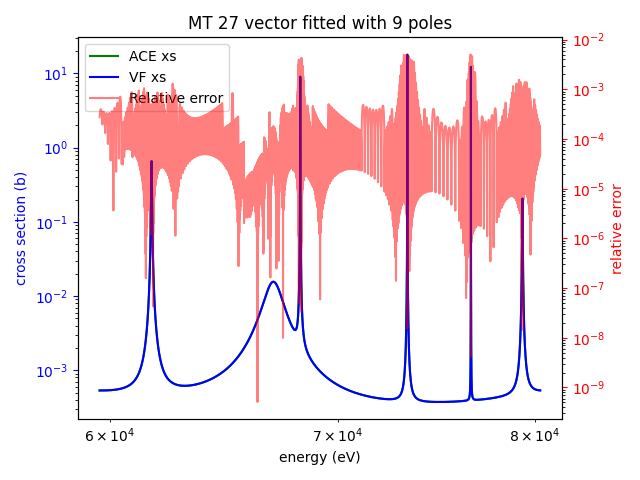 MT 27 vector fitted with 9 poles
ACE xs
VF xs
Relative error
cross section (b)
10¹
10⁰
10⁻¹
10⁻²
10⁻³
10⁻²
10⁻³
10⁻⁴
10⁻⁵
10⁻⁶
10⁻⁷
10⁻⁸
10⁻⁹
relative error
6 × 10⁴
7 × 10⁴
8 × 10⁴
energy (eV)